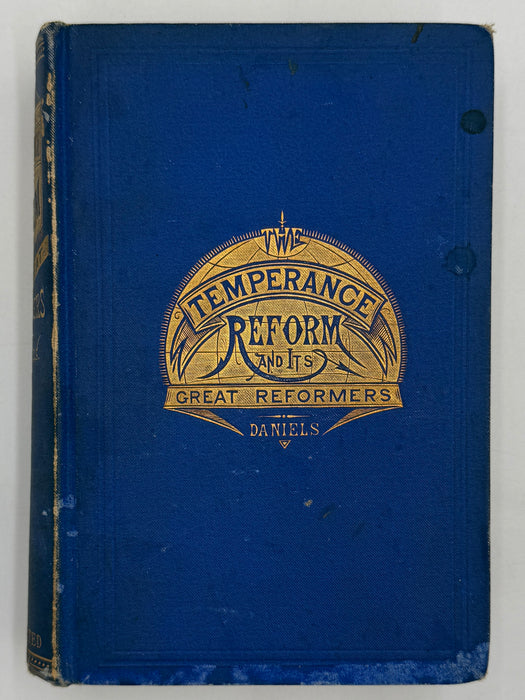 THE
TEMPERANCE
REFORM
AND ITS
GREAT REFORMERS
DANIELS